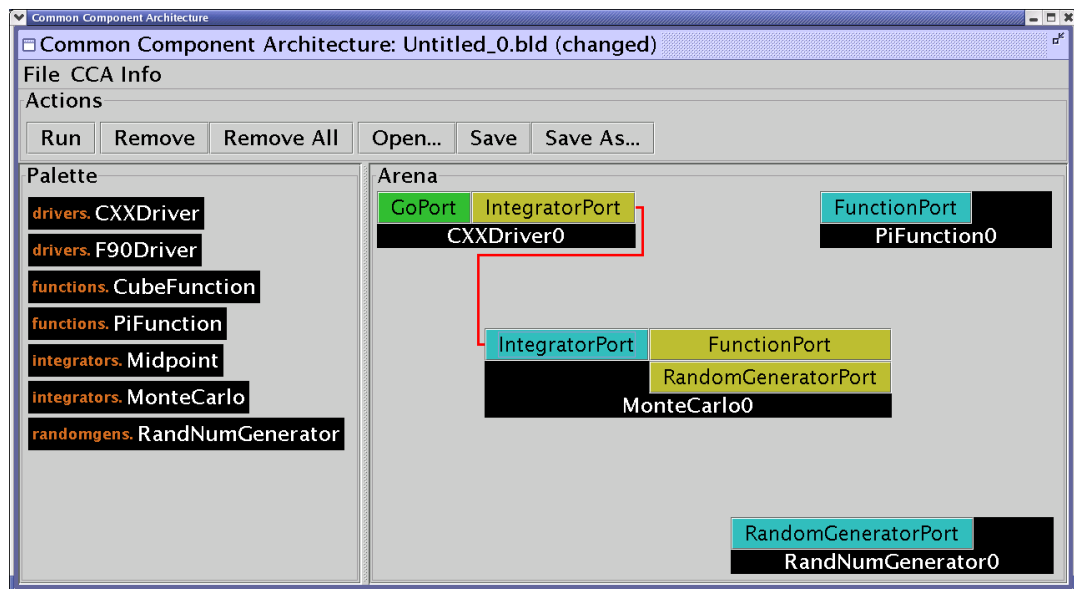 Common Component Architecture
Common Component Architecture: Untitled_0.bld (changed)
File CCA Info
Actions
Run Remove Remove All Open... Save Save As...
Palette
drivers. CXXDriver
drivers. F90Driver
functions. CubeFunction
functions. PiFunction
integrators. Midpoint
integrators. MonteCarlo
randomgens. RandNumGenerator
Arena
GoPort IntegratorPort
CXXDriver0
FunctionPort
PiFunction0
IntegratorPort FunctionPort
RandomGeneratorPort
MonteCarlo0
RandomGeneratorPort
RandNumGenerator0